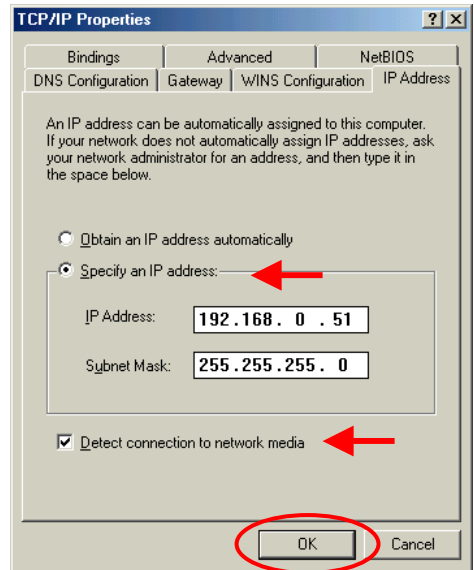 TCP/IP Properties
? X
Bindings Advanced NetBIOS
DNS Configuration Gateway WINS Configuration IP Address
An IP address can be automatically assigned to this computer.
If your network does not automatically assign IP addresses, ask
your network administrator for an address, and then type it in
the space below.
Obtain an IP address automatically
Specify an IP address:
IP Address: 192.168. 0 .51
Subnet Mask: 255.255.255. 0
Detect connection to network media
OK Cancel